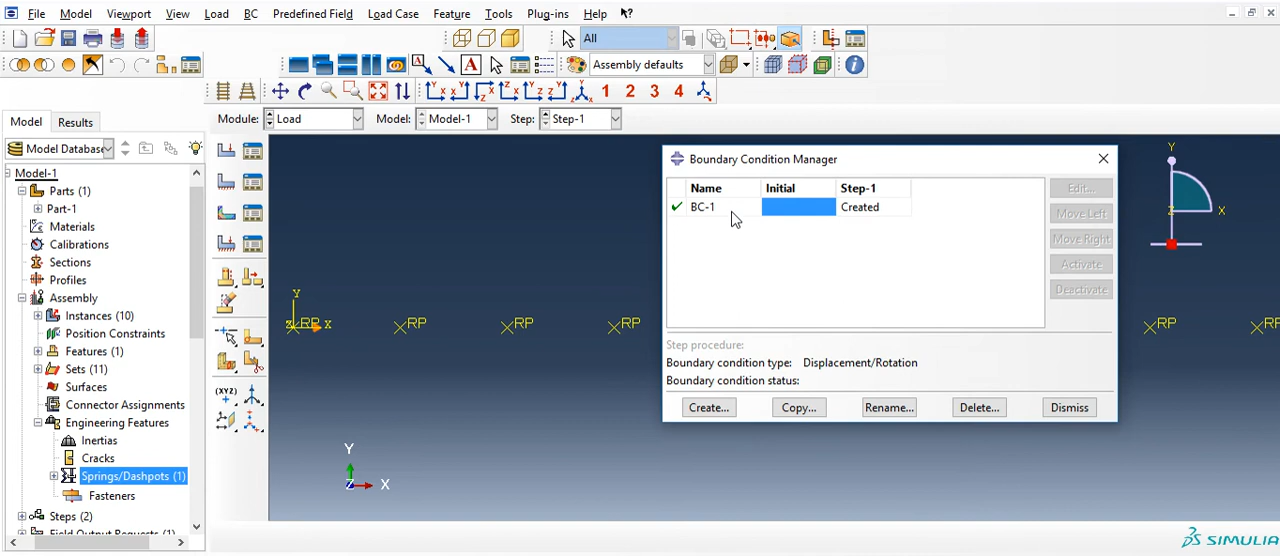 File Model Viewport View Load BC Predefined Field Load Case Feature Tools Plug-ins Help
All
Assembly defaults
1 2 3 4
Model Results
Module: Load Model: Model-1 Step: Step-1
Model Database
Model-1
Parts (1)
Part-1
Materials
Calibrations
Sections
Profiles
Assembly
Instances (10)
Position Constraints
Features (1)
Sets (11)
Surfaces
Connector Assignments
Engineering Features
Inertias
Cracks
Springs/Dashpots (1)
Fasteners
Steps (2)
Field Output Requests (1)
(XYZ)
Boundary Condition Manager
Name Initial Step-1
BC-1 Created
Edit...
Move Left
Move Right
Activate
Deactivate
Step procedure:
Boundary condition type: Displacement/Rotation
Boundary condition status:
Create... Copy... Rename... Delete... Dismiss
Y
Z X
Y
Z RP X RP RP RP RP RP
Y
Z X
SIMULIA